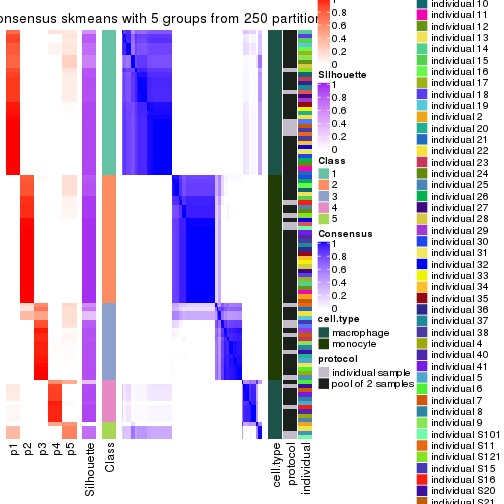 onsensus skmeans with 5 groups from 250 partition
0.8
0.6
0.4
0.2
0
Silhouette
1
0.8
0.6
0.4
0.2
0
Class
1
2
3
4
5
Consensus
1
0.8
0.6
0.4
0.2
0
cell.type
macrophage
monocyte
protocol
individual sample
pool of 2 samples
individual 10
individual 11
individual 12
individual 13
individual 14
individual 15
individual 16
individual 17
individual 18
individual 19
individual 2
individual 20
individual 21
individual 22
individual 23
individual 24
individual 25
individual 26
individual 27
individual 28
individual 29
individual 30
individual 31
individual 32
individual 33
individual 34
individual 35
individual 36
individual 37
individual 38
individual 4
individual 40
individual 41
individual 5
individual 6
individual 7
individual 8
individual 9
individual S101
individual S11
individual S121
individual S15
individual S16
individual S20
individual S21
p1
p2
p3
p4
p5
Silhouette
Class
cell.type
protocol
individual